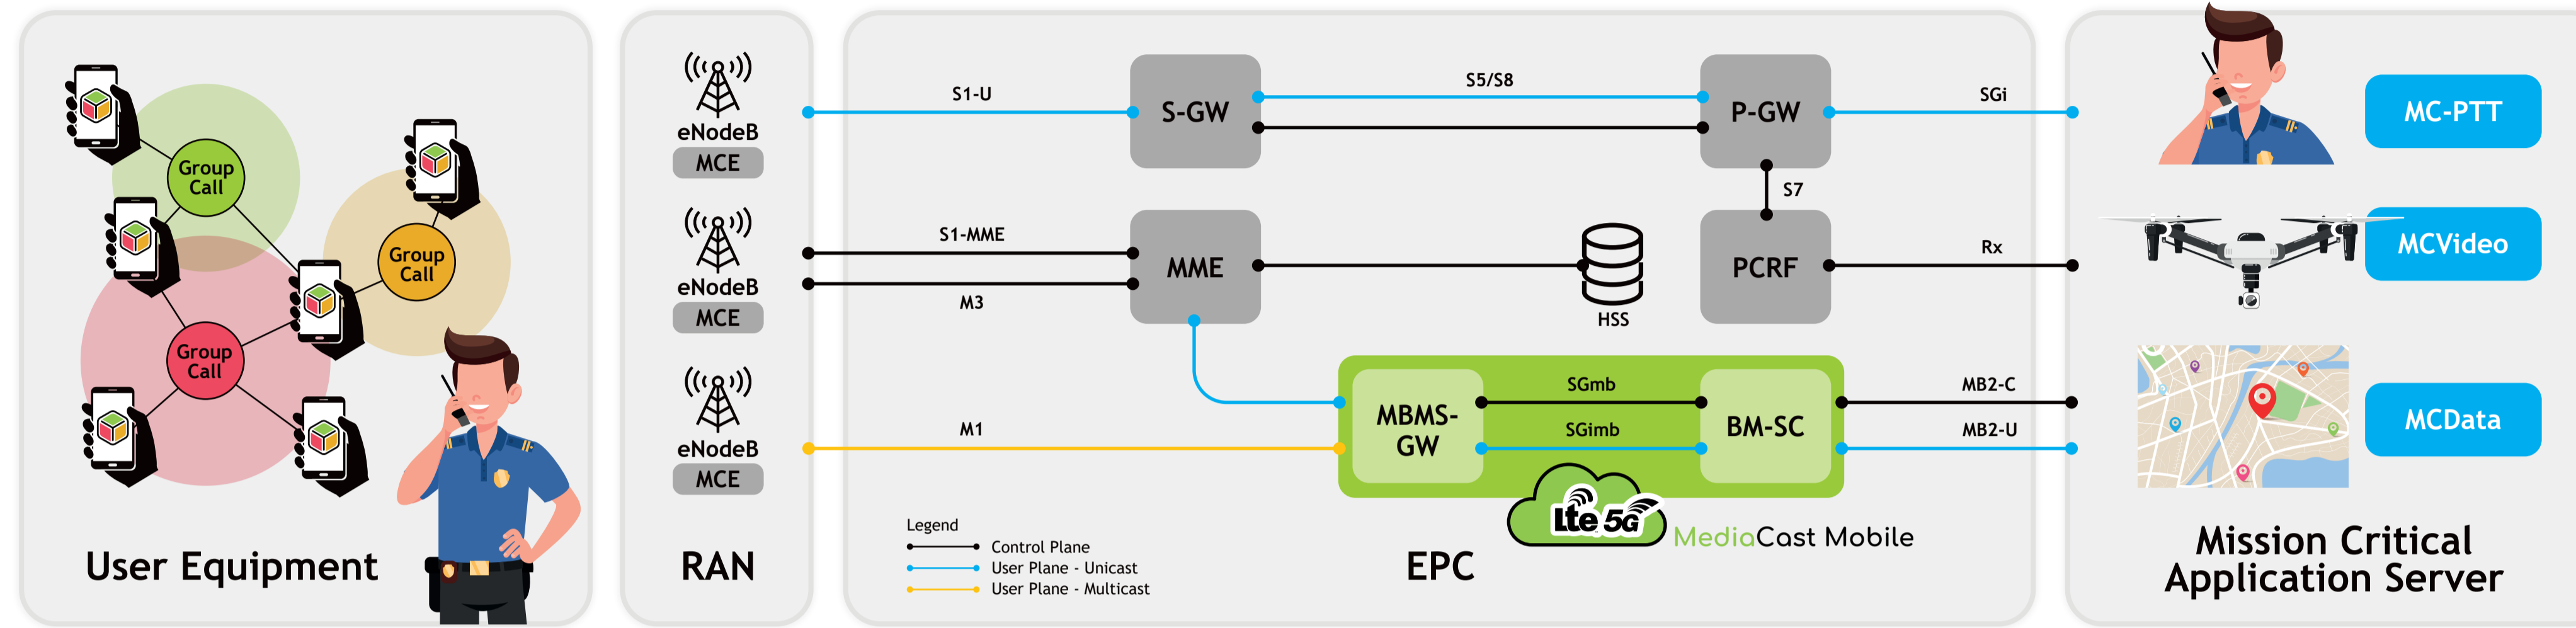 Group
Call
Group
Call
Group
Call
User Equipment
eNodeB
MCE
eNodeB
MCE
eNodeB
MCE
RAN
S1-U
S-GW
S5/S8
P-GW
SGi
S7
S1-MME
M3
MME
HSS
PCRF
Rx
M1
MBMS-
GW
SGmb
SGimb
BM-SC
MB2-C
MB2-U
Lte 5G
MediaCast Mobile
Legend
Control Plane
User Plane - Unicast
User Plane - Multicast
EPC
MC-PTT
MCVideo
MCData
Mission Critical
Application Server